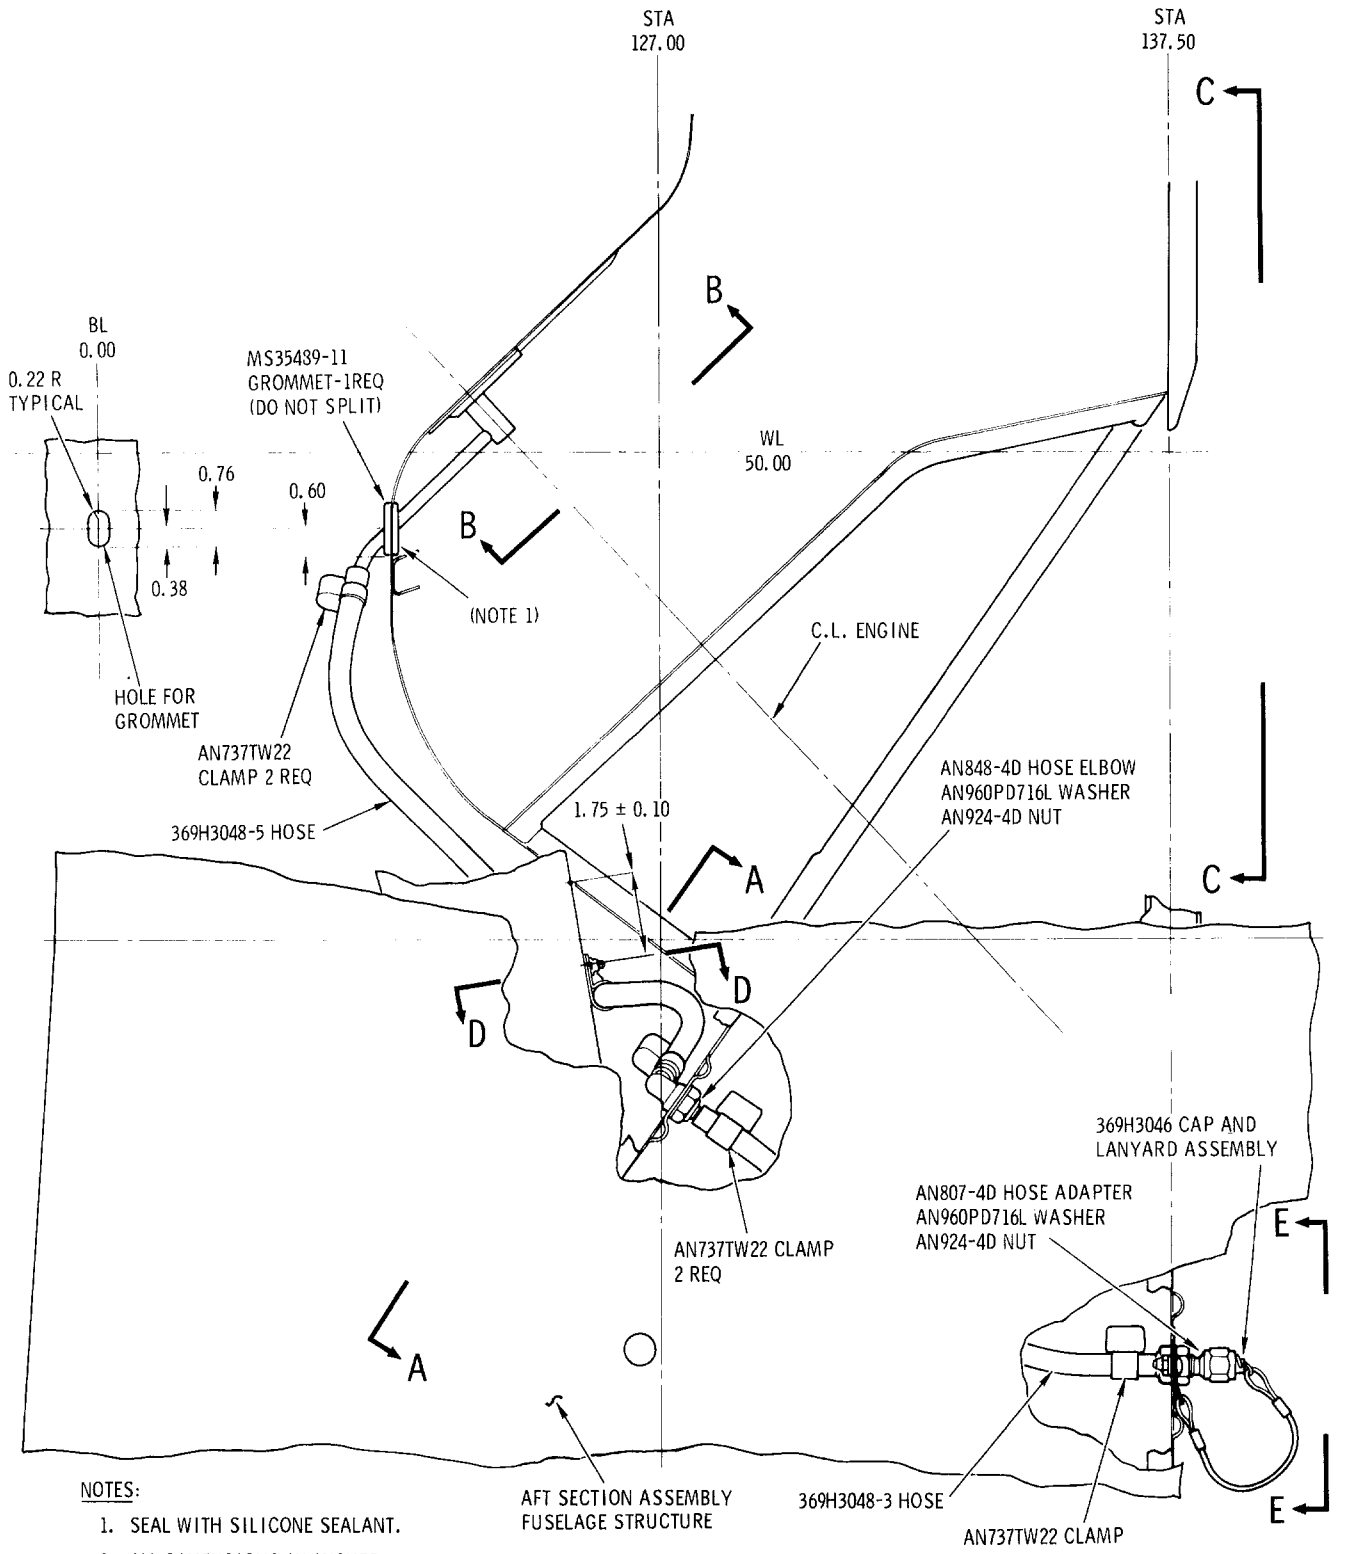 STA
127.00
STA
137.50
C
B
BL
0.00
0.22 R
TYPICAL
MS35489-11
GROMMET-1REQ
(DO NOT SPLIT)
WL
50.00
0.76
0.60
B
0.38
(NOTE 1)
C.L. ENGINE
HOLE FOR
GROMMET
AN737TW22
CLAMP 2 REQ
369H3048-5 HOSE
1.75 ± 0.10
AN848-4D HOSE ELBOW
AN960PD716L WASHER
AN924-4D NUT
A
C
D
D
369H3046 CAP AND
LANYARD ASSEMBLY
AN807-4D HOSE ADAPTER
AN960PD716L WASHER
AN924-4D NUT
E
AN737TW22 CLAMP
2 REQ
A
NOTES:
1. SEAL WITH SILICONE SEALANT.
AFT SECTION ASSEMBLY
FUSELAGE STRUCTURE
369H3048-3 HOSE
AN737TW22 CLAMP
E